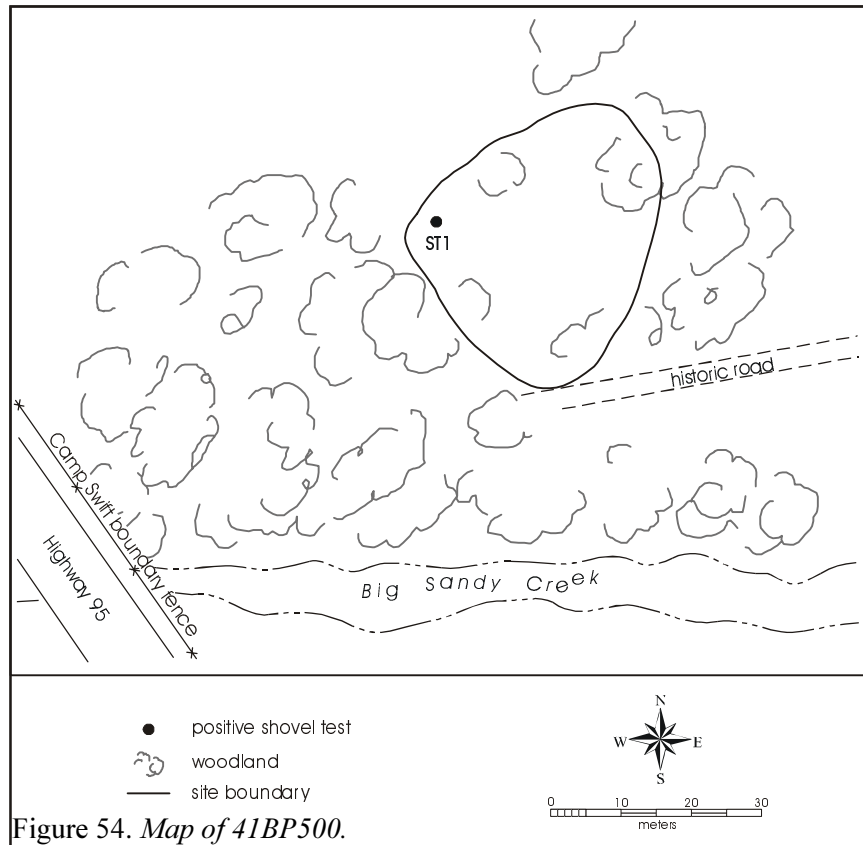 ST1
historic road
Camp Swift boundary fence
Highway 95
Big Sandy Creek
positive shovel test
woodland
site boundary
N
W E
S
0 10 20 30
meters
Figure 54. Map of 41BP500.